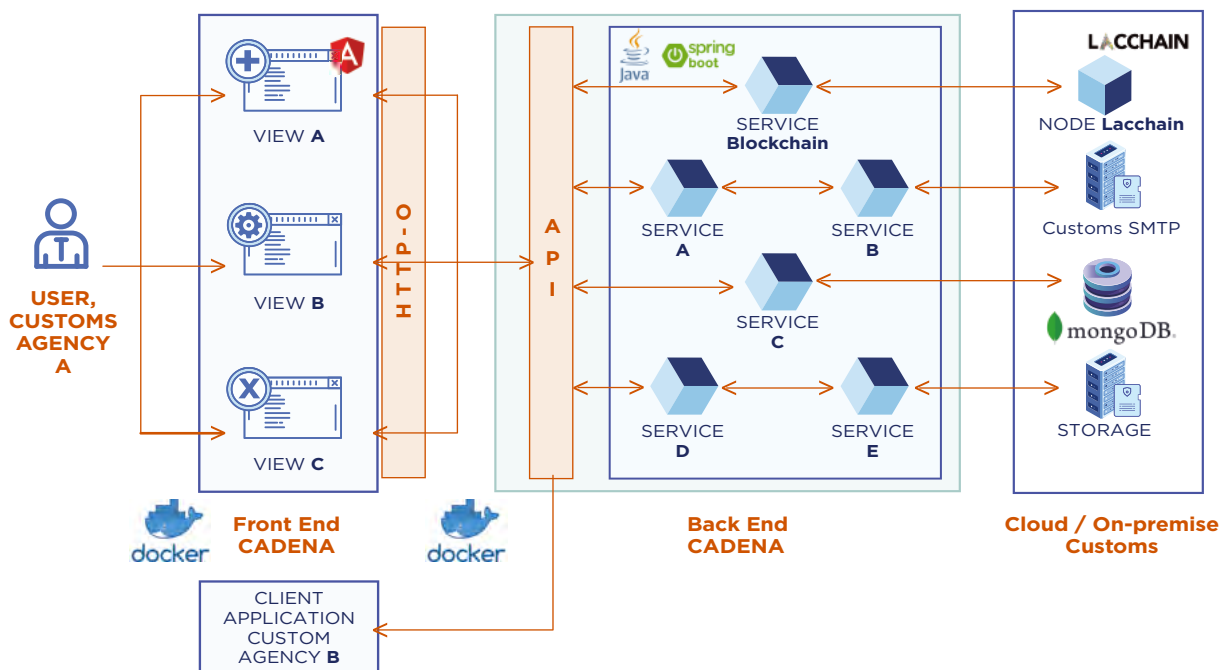 USER,
CUSTOMS
AGENCY
A
VIEW A
VIEW B
X
VIEW C
HTTP-O
API
Java
spring
boot
SERVICE
Blockchain
SERVICE
A
SERVICE
B
SERVICE
C
SERVICE
D
SERVICE
E
LACCHAIN
NODE Lacchain
Customs SMTP
mongoDB.
STORAGE
docker
Front End
CADENA
docker
Back End
CADENA
Cloud / On-premise
Customs
CLIENT
APPLICATION
CUSTOM
AGENCY B